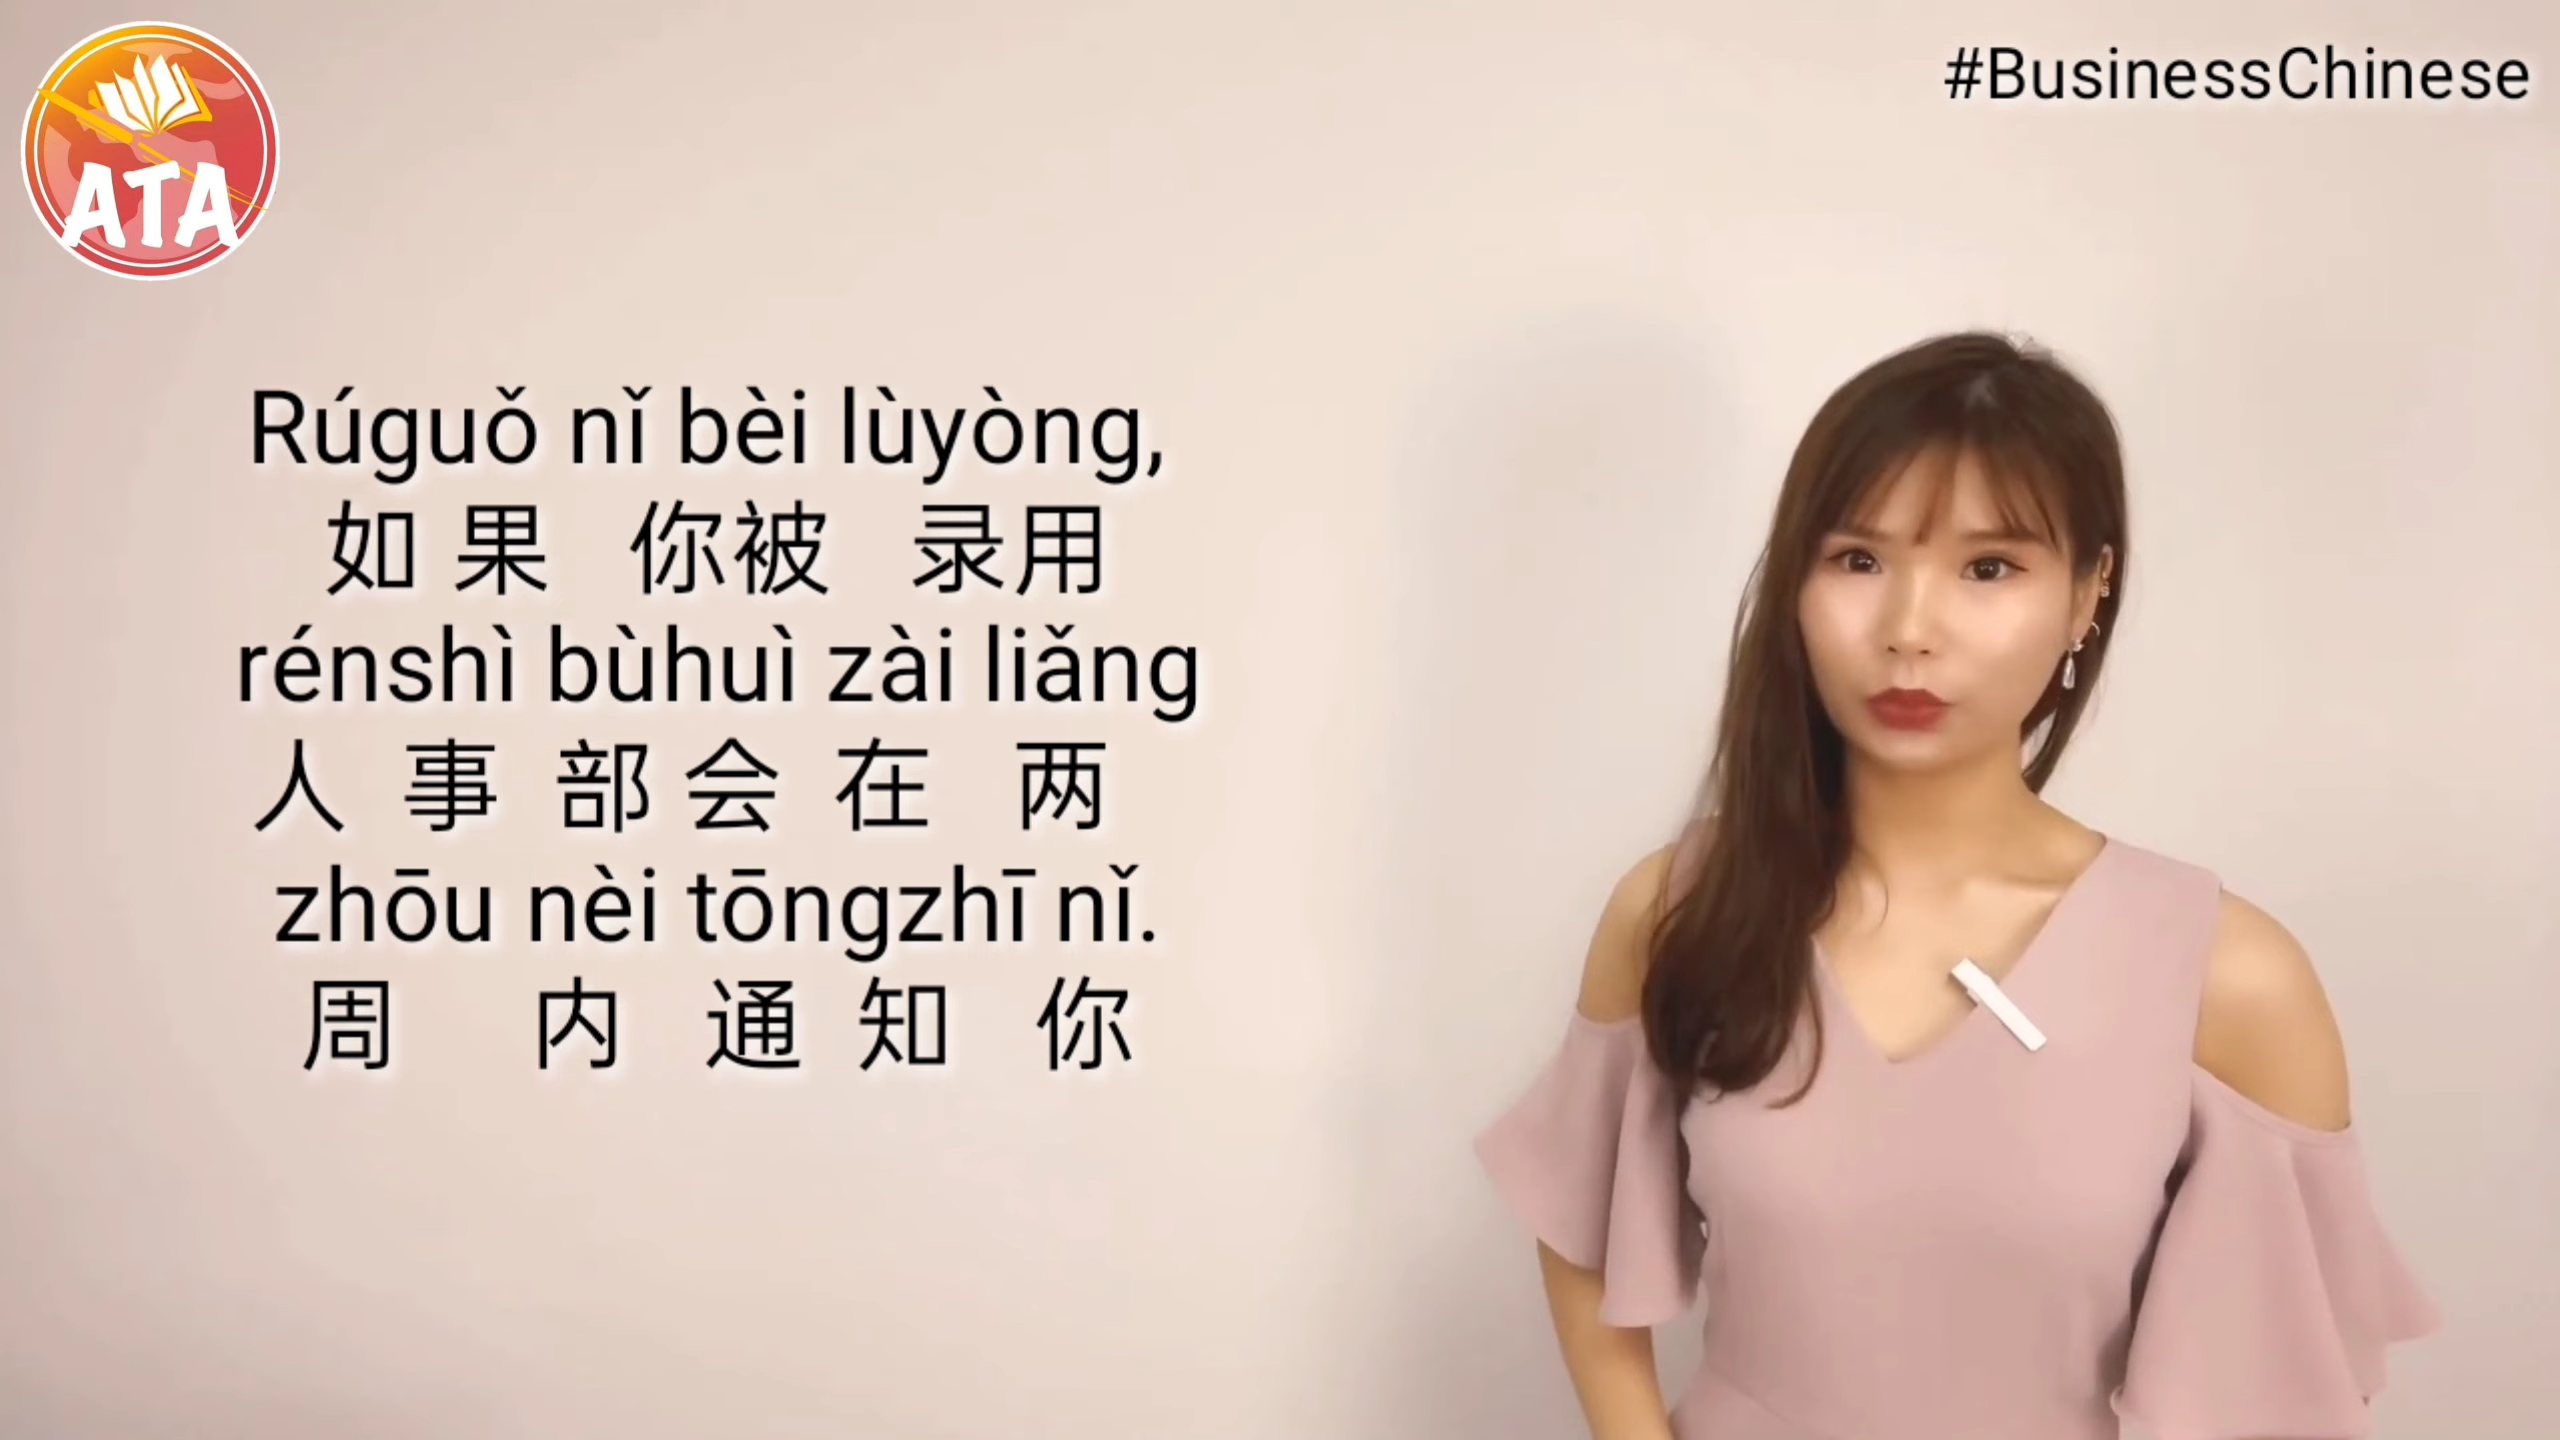 ATA
#BusinessChinese
Rúguǒ nǐ bèi lùyòng,
如果 你被 录用
rénshì bùhuì zài liǎng
人 事 部 会 在 两
zhōu nèi tōngzhī nǐ.
周 内 通 知 你